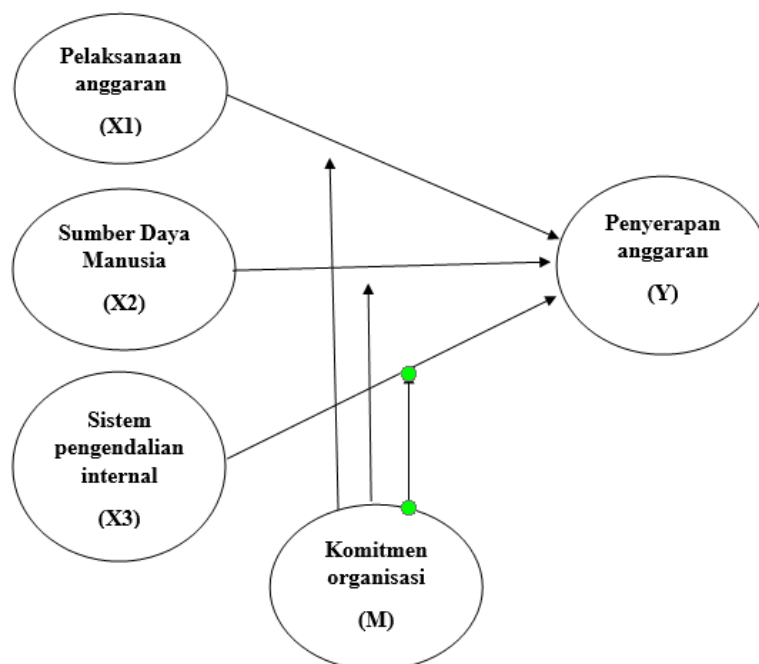 Pelaksanaan
anggaran
(X1)
Sumber Daya
Manusia
(X2)
Sistem
pengendalian
internal
(X3)
Penyerapan
anggaran
(Y)
Komitmen
organisasi
(M)